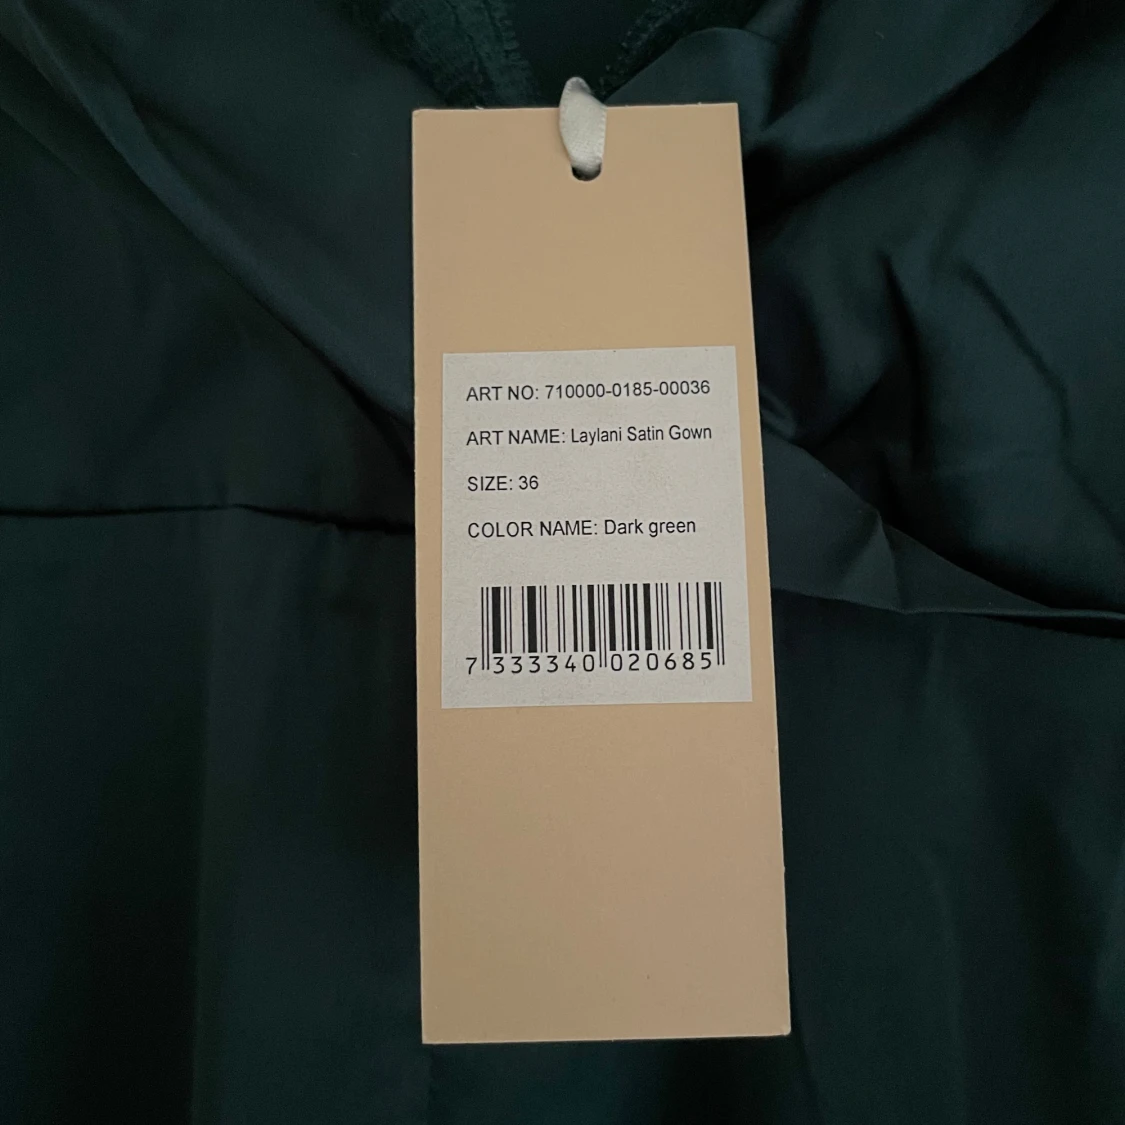 ART NO: 710000-0185-00036
ART NAME: Laylani Satin Gown
SIZE: 36
COLOR NAME: Dark green
7 333340 020685